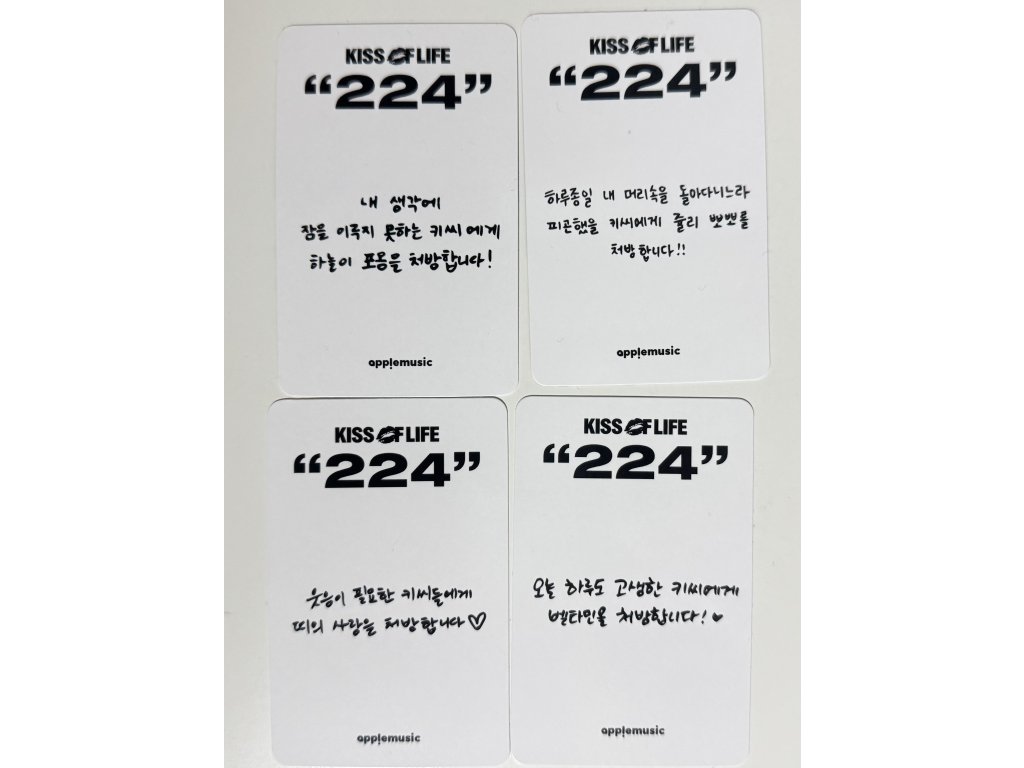 KISS OF LIFE
“224”
내 생각에
잠을 이루지 못하는 키씨에게
하늘이 포옹을 처방합니다!
applemusic
KISS OF LIFE
“224”
하루종일 내 머리속을 돌아다니느라
피곤했을 키씨에게 쥴리 뽀뽀를
처방합니다!!
applemusic
KISS OF LIFE
“224”
웃음이 필요한 키씨들에게
띠의 사랑을 처방합니다♡
applemusic
KISS OF LIFE
“224”
오늘 하루도 고생한 키씨에게
벨타민을 처방합니다!♥
applemusic